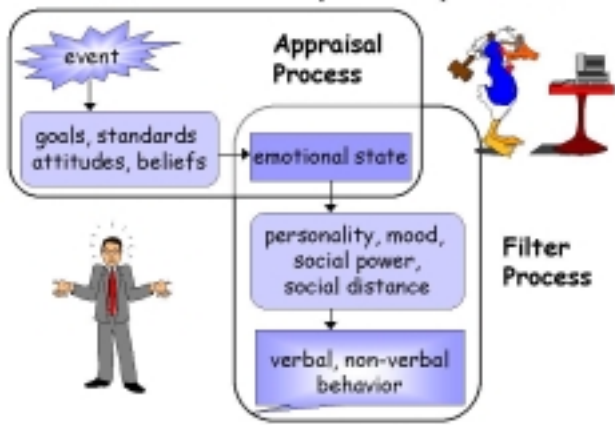 event
Appraisal
Process
goals, standards
attitudes, beliefs
emotional state
personality, mood,
social power,
social distance
Filter
Process
verbal, non-verbal
behavior